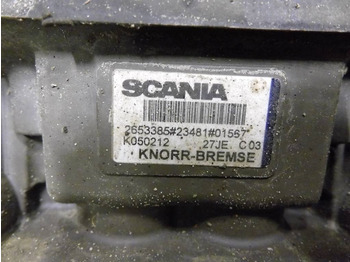 SCANIA
2653385#23481#01567
K050212 27JE C03
KNORR-BREMSE